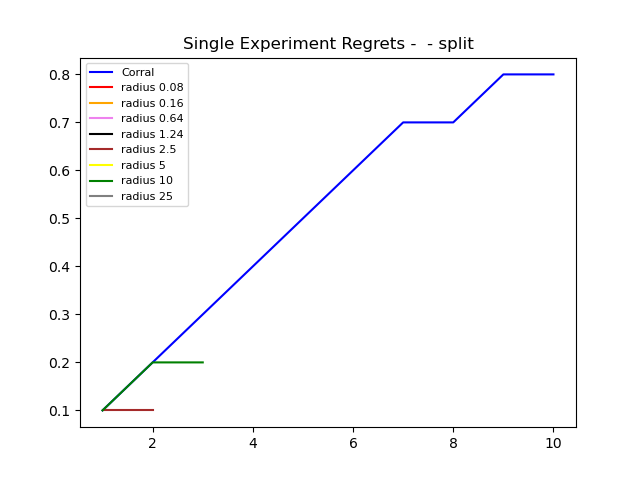 Single Experiment Regrets -  - split
Corral
radius 0.08
radius 0.16
radius 0.64
radius 1.24
radius 2.5
radius 5
radius 10
radius 25
0.8
0.7
0.6
0.5
0.4
0.3
0.2
0.1
2 4 6 8 10